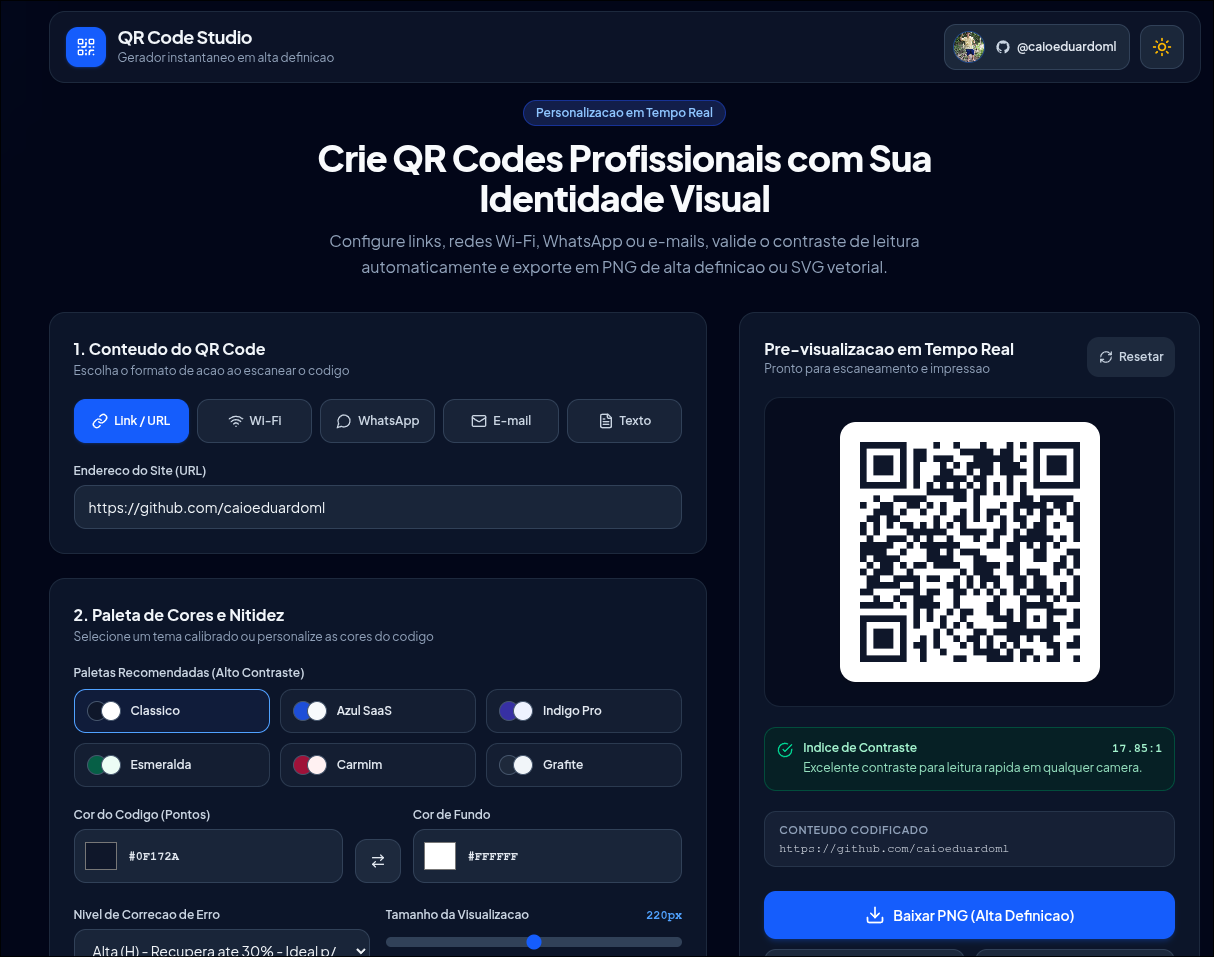 QR Code Studio
Gerador instantaneo em alta definicao
@caioeduardoml
Personalizacao em Tempo Real
Crie QR Codes Profissionais com Sua
Identidade Visual
Configure links, redes Wi-Fi, WhatsApp ou e-mails, valide o contraste de leitura
automaticamente e exporte em PNG de alta definicao ou SVG vetorial.
1. Conteudo do QR Code
Escolha o formato de acao ao escanear o codigo
Link / URL
Wi-Fi
WhatsApp
E-mail
Texto
Endereco do Site (URL)
https://github.com/caioeduardoml
2. Paleta de Cores e Nitidez
Selecione um tema calibrado ou personalize as cores do codigo
Paletas Recomendadas (Alto Contraste)
Classico
Azul SaaS
Indigo Pro
Esmeralda
Carmim
Grafite
Cor do Codigo (Pontos)
Cor de Fundo
#0F172A
#FFFFFF
Nivel de Correcao de Erro
Tamanho da Visualizacao
220px
Alta (H) - Recupera ate 30% - Ideal p/
Pre-visualizacao em Tempo Real
Pronto para escaneamento e impressao
Resetar
Indice de Contraste
17.85:1
Excelente contraste para leitura rapida em qualquer camera.
CONTEUDO CODIFICADO
https://github.com/caioeduardoml
Baixar PNG (Alta Definicao)